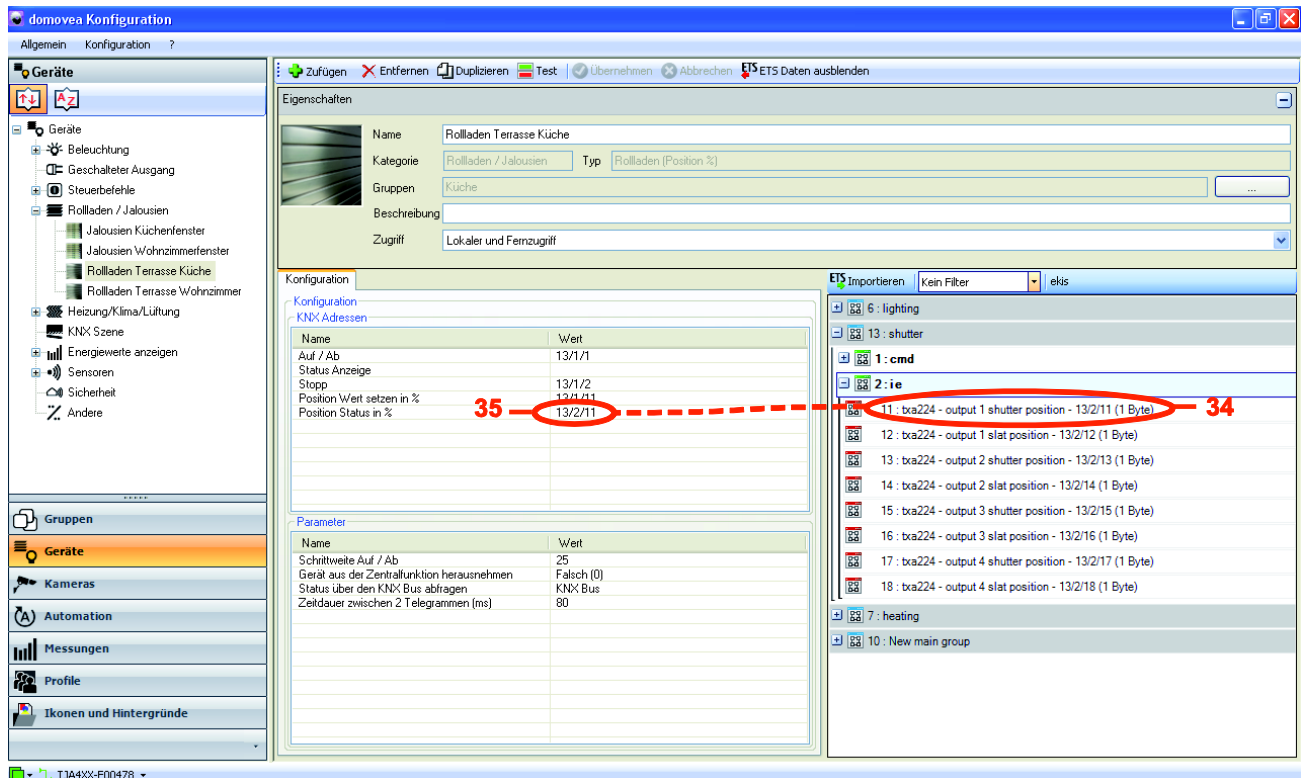 domovea Konfiguration
Allgemein Konfiguration ?
Geräte
Geräte
Beleuchtung
Geschalteter Ausgang
Steuerbefehle
Rollladen / Jalousien
Jalousien Küchenfenster
Jalousien Wohnzimmerfenster
Rollladen Terrasse Küche
Rollladen Terrasse Wohnzimmer
Heizung/Klima/Lüftung
KNX Szene
Energiewerte anzeigen
Sensoren
Sicherheit
Andere
Gruppen
Geräte
Kameras
Automation
Messungen
Profile
Ikonen und Hintergründe
Zufügen Entfernen Duplizieren Test Übernehmen Abbrechen ETS ETS Daten ausblenden
Eigenschaften
Name Rollladen Terrasse Küche
Kategorie Rollladen / Jalousien Typ Rollladen (Position %)
Gruppen Küche ...
Beschreibung
Zugriff Lokaler und Fernzugriff
Konfiguration
Konfiguration
KNX Adressen
Name Wert
Auf / Ab 13/1/1
Status Anzeige
Stopp 13/1/2
Position Wert setzen in % 13/1/11
Position Status in % 13/2/11
35
Parameter
Name Wert
Schrittweite Auf / Ab 25
Gerät aus der Zentralfunktion herausnehmen Falsch (0)
Status über den KNX Bus abfragen KNX Bus
Zeitdauer zwischen 2 Telegrammen (ms) 80
ETS Importieren Kein Filter ekis
6 : lighting
13 : shutter
1 : cmd
2 : ie
11 : txa224 - output 1 shutter position - 13/2/11 (1 Byte)
34
12 : txa224 - output 1 slat position - 13/2/12 (1 Byte)
13 : txa224 - output 2 shutter position - 13/2/13 (1 Byte)
14 : txa224 - output 2 slat position - 13/2/14 (1 Byte)
15 : txa224 - output 3 shutter position - 13/2/15 (1 Byte)
16 : txa224 - output 3 slat position - 13/2/16 (1 Byte)
17 : txa224 - output 4 shutter position - 13/2/17 (1 Byte)
18 : txa224 - output 4 slat position - 13/2/18 (1 Byte)
7 : heating
10 : New main group
TJA4XX-E00478